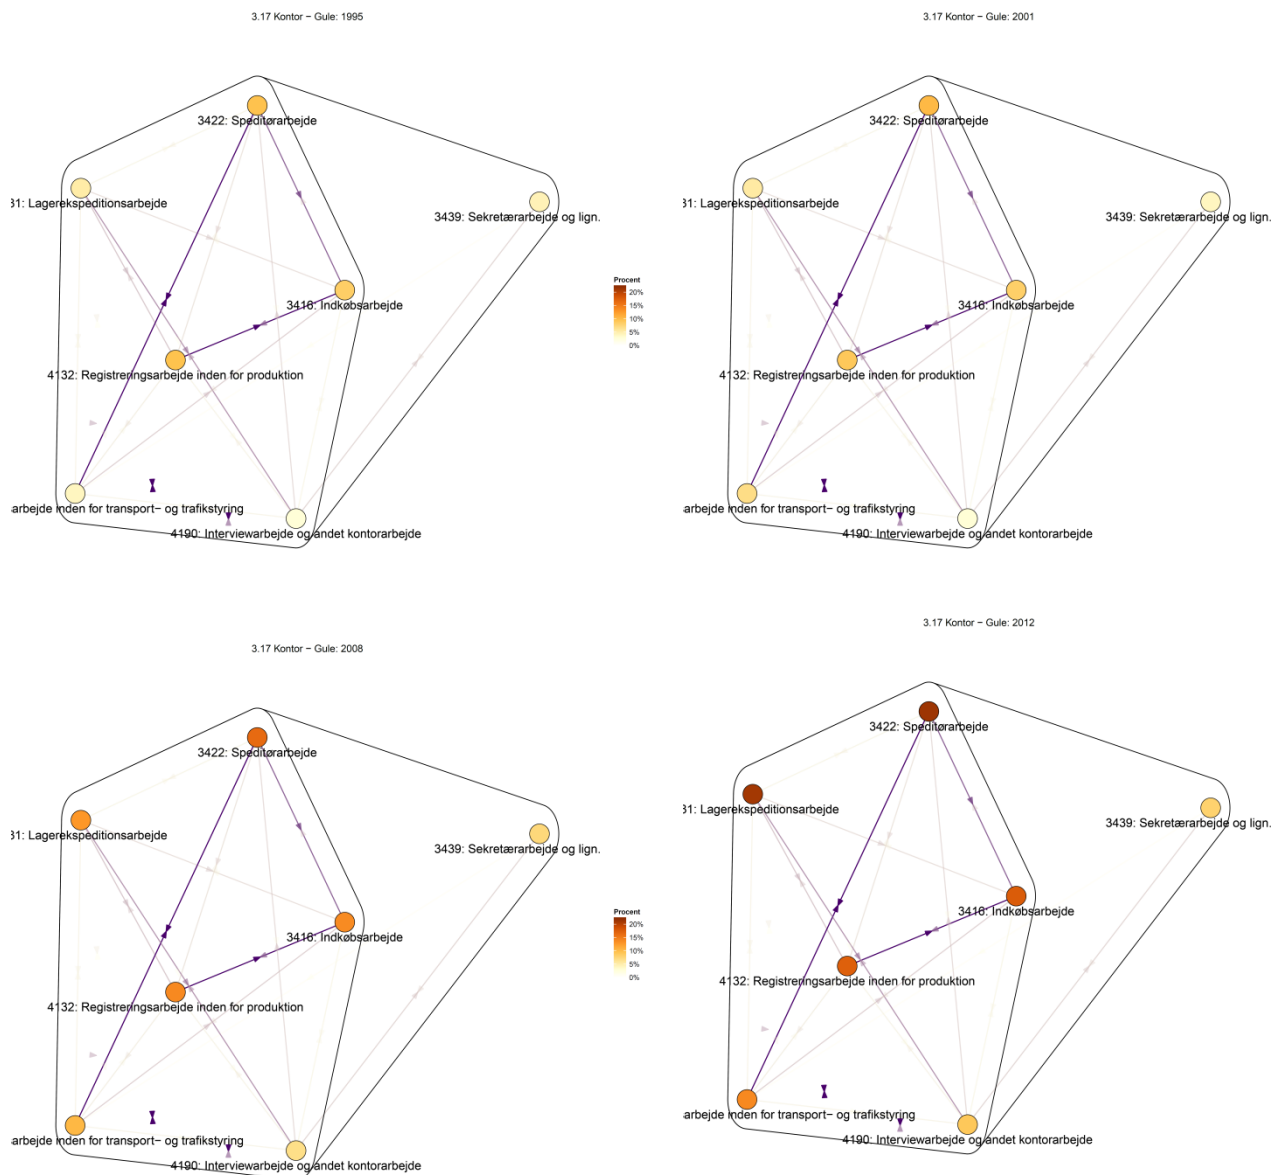 3.17 Kontor − Gule: 1995
3422: Speditørarbejde
31: Lagerekspeditionsarbejde
3439: Sekretærarbejde og lign.
3416: Indkøbsarbejde
4132: Registreringsarbejde inden for produktion
arbejde inden for transport− og trafikstyring
4190: Interviewarbejde og andet kontorarbejde
Procent
20%
15%
10%
5%
0%
3.17 Kontor − Gule: 2001
3422: Speditørarbejde
31: Lagerekspeditionsarbejde
3439: Sekretærarbejde og lign.
3416: Indkøbsarbejde
4132: Registreringsarbejde inden for produktion
arbejde inden for transport− og trafikstyring
4190: Interviewarbejde og andet kontorarbejde
3.17 Kontor − Gule: 2008
3422: Speditørarbejde
31: Lagerekspeditionsarbejde
3439: Sekretærarbejde og lign.
3416: Indkøbsarbejde
4132: Registreringsarbejde inden for produktion
arbejde inden for transport− og trafikstyring
4190: Interviewarbejde og andet kontorarbejde
Procent
20%
15%
10%
5%
0%
3.17 Kontor − Gule: 2012
3422: Speditørarbejde
31: Lagerekspeditionsarbejde
3439: Sekretærarbejde og lign.
3416: Indkøbsarbejde
4132: Registreringsarbejde inden for produktion
arbejde inden for transport− og trafikstyring
4190: Interviewarbejde og andet kontorarbejde